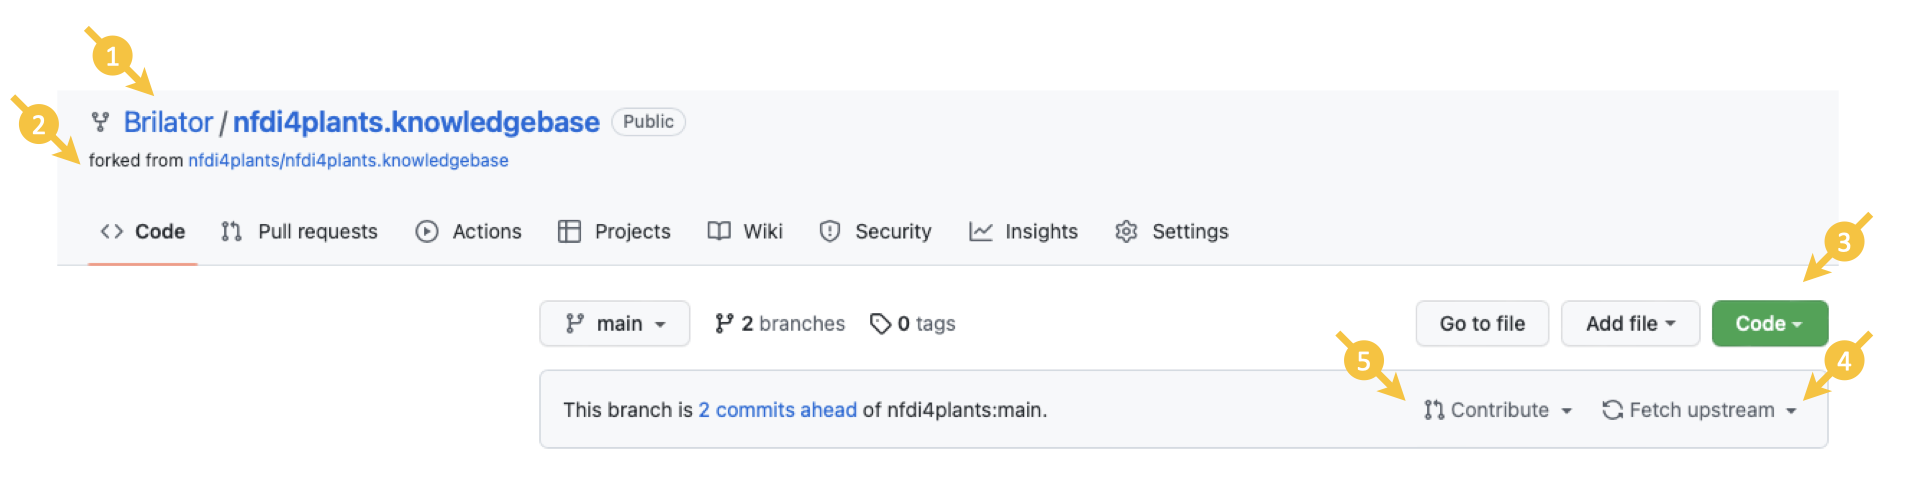 1
Brilator / nfdi4plants.knowledgebase Public
2
forked from nfdi4plants/nfdi4plants.knowledgebase
Code Pull requests Actions Projects Wiki Security Insights Settings
3
main 2 branches 0 tags Go to file Add file Code
5 4
This branch is 2 commits ahead of nfdi4plants:main. Contribute Fetch upstream